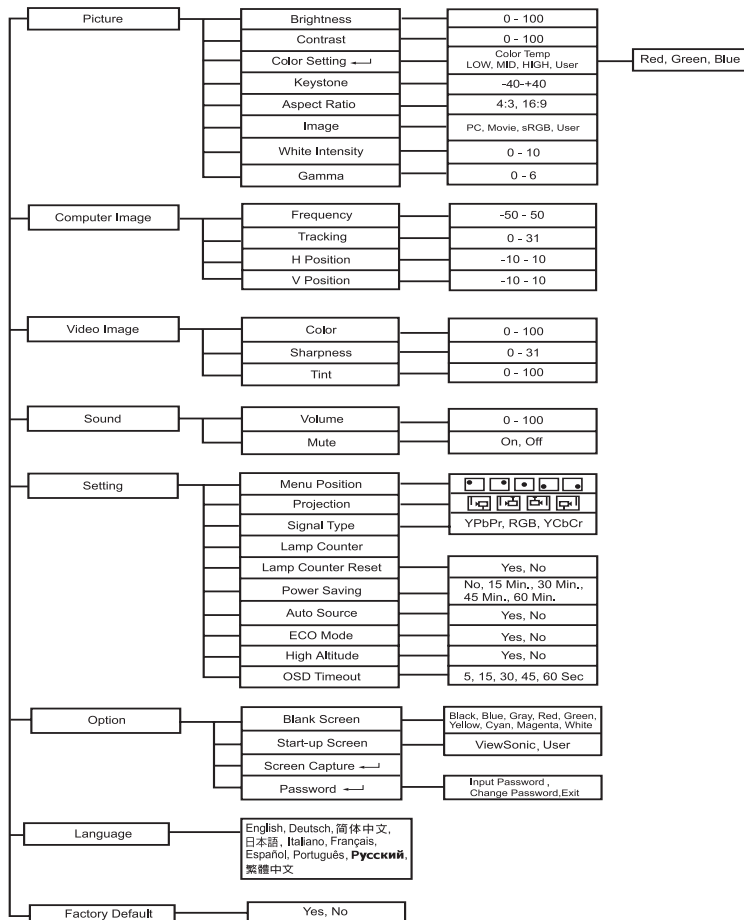 Picture
Brightness
0 - 100
Contrast
0 - 100
Color Setting
Color Temp
LOW, MID, HIGH, User
Red, Green, Blue
Keystone
-40-+40
Aspect Ratio
4:3, 16:9
Image
PC, Movie, sRGB, User
White Intensity
0 - 10
Gamma
0 - 6
Computer Image
Frequency
-50 - 50
Tracking
0 - 31
H Position
-10 - 10
V Position
-10 - 10
Video Image
Color
0 - 100
Sharpness
0 - 31
Tint
0 - 100
Sound
Volume
0 - 100
Mute
On, Off
Setting
Menu Position
Projection
Signal Type
YPbPr, RGB, YCbCr
Lamp Counter
Lamp Counter Reset
Yes, No
Power Saving
No, 15 Min., 30 Min.,
45 Min., 60 Min.
Auto Source
Yes, No
ECO Mode
Yes, No
High Altitude
Yes, No
OSD Timeout
5, 15, 30, 45, 60 Sec
Option
Blank Screen
Black, Blue, Gray, Red, Green,
Yellow, Cyan, Magenta, White
Start-up Screen
ViewSonic, User
Screen Capture
Password
Input Password ,
Change Password,Exit
Language
English, Deutsch, 简体中文,
日本語, Italiano, Français,
Español, Português, Русский,
繁體中文
Factory Default
Yes, No